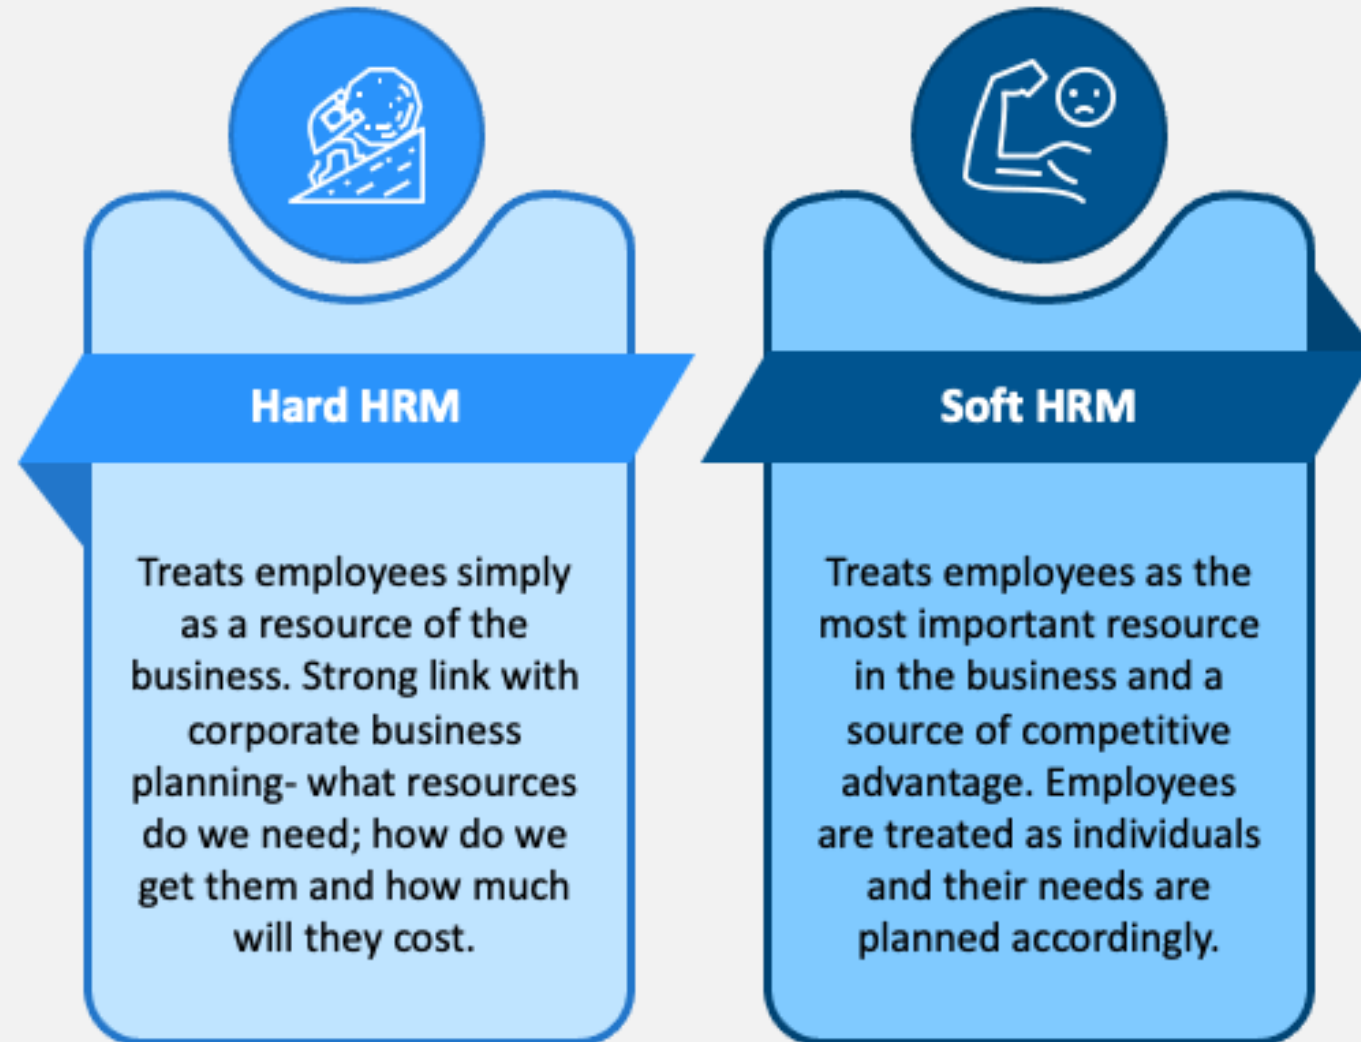 Hard HRM
Treats employees simply
as a resource of the
business. Strong link with
corporate business
planning- what resources
do we need; how do we
get them and how much
will they cost.
Soft HRM
Treats employees as the
most important resource
in the business and a
source of competitive
advantage. Employees
are treated as individuals
and their needs are
planned accordingly.